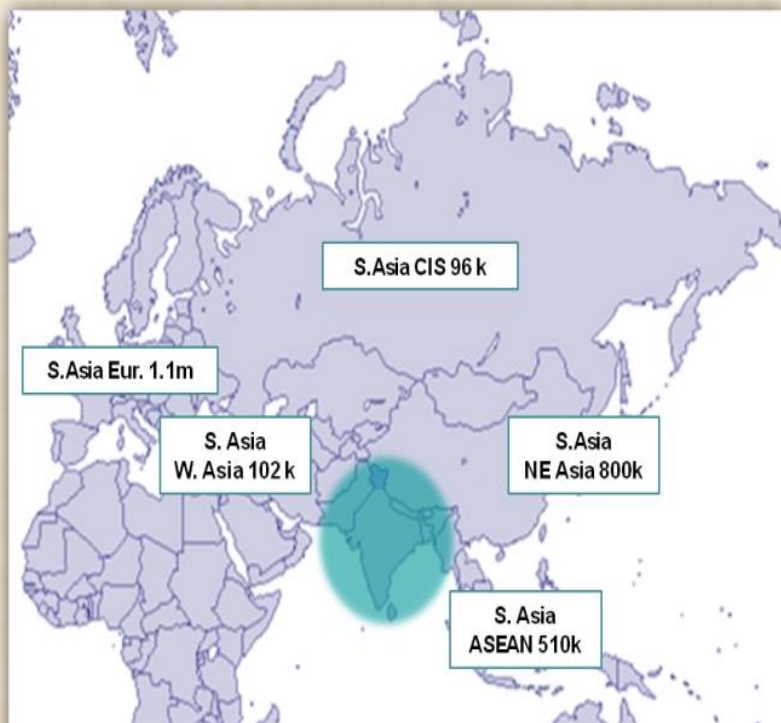 S.Asia CIS 96 k
S.Asia Eur. 1.1m
S. Asia
W. Asia 102 k
S.Asia
NE Asia 800k
S. Asia
ASEAN 510k